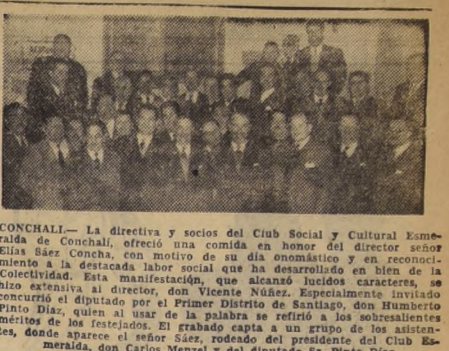 CONCHALI.— La directiva y socios del Club Social y Cultural Esme-
ralda de Conchalí, ofreció una comida en honor del director señor
Elías Sáez Concha, con motivo de su día onomástico y en reconoci-
miento a la destacada labor social que ha desarrollado en bien de la
Colectividad. Esta manifestación, que alcanzó lucidos caracteres, se
hizo extensiva al director, don Vicente Núñez. Especialmente invitado
concurrió el diputado por el Primer Distrito de Santiago, don Humberto
Pinto Díaz, quien al usar de la palabra se refirió a los sobresalientes
méritos de los festejados. El grabado capta a un grupo de los asisten-
tes, donde aparece el señor Sáez, rodeado del presidente del Club Es-
meralda, don Carlos Menzel y del diputado Sr. Pinto